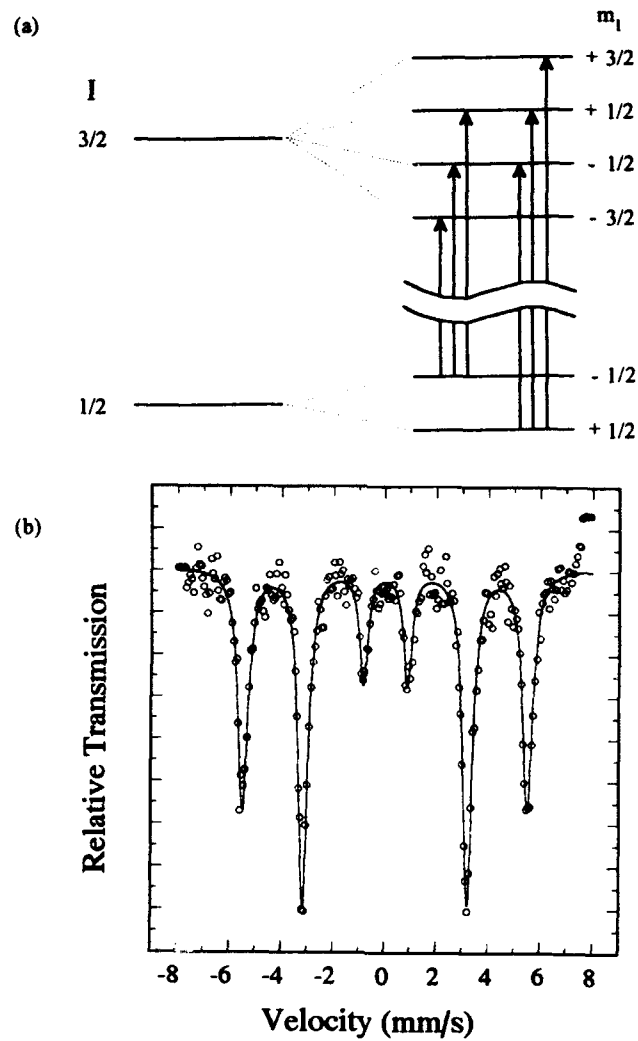 (a)
m_I
+ 3/2
I
+ 1/2
3/2
- 1/2
- 3/2
- 1/2
1/2
+ 1/2
(b)
Relative Transmission
-8 -6 -4 -2 0 2 4 6 8
Velocity (mm/s)